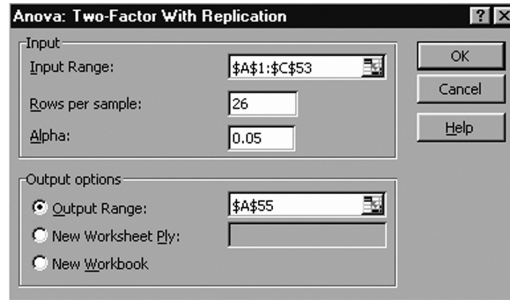 Anova: Two-Factor With Replication
Input
Input Range: $A$1:$C$53
Rows per sample: 26
Alpha: 0.05
OK
Cancel
Help
Output options
Output Range: $A$55
New Worksheet Ply:
New Workbook